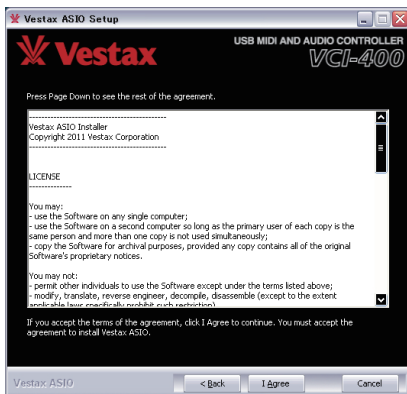 Vestax ASIO Setup
Vestax
USB MIDI AND AUDIO CONTROLLER
VCI-400
Press Page Down to see the rest of the agreement.
------------------------------------------------
Vestax ASIO Installer
Copyright 2011 Vestax Corporation
------------------------------------------------
LICENSE
--------------
You may:
- use the Software on any single computer;
- use the Software on a second computer so long as the primary user of each copy is the
same person and more than one copy is not used simultaneously;
- copy the Software for archival purposes, provided any copy contains all of the original
Software's proprietary notices.
You may not:
- permit other individuals to use the Software except under the terms listed above;
- modify, translate, reverse engineer, decompile, disassemble (except to the extent
applicable laws specifically prohibit such restriction)
If you accept the terms of the agreement, click I Agree to continue. You must accept the
agreement to install Vestax ASIO.
Vestax ASIO
< Back
I Agree
Cancel